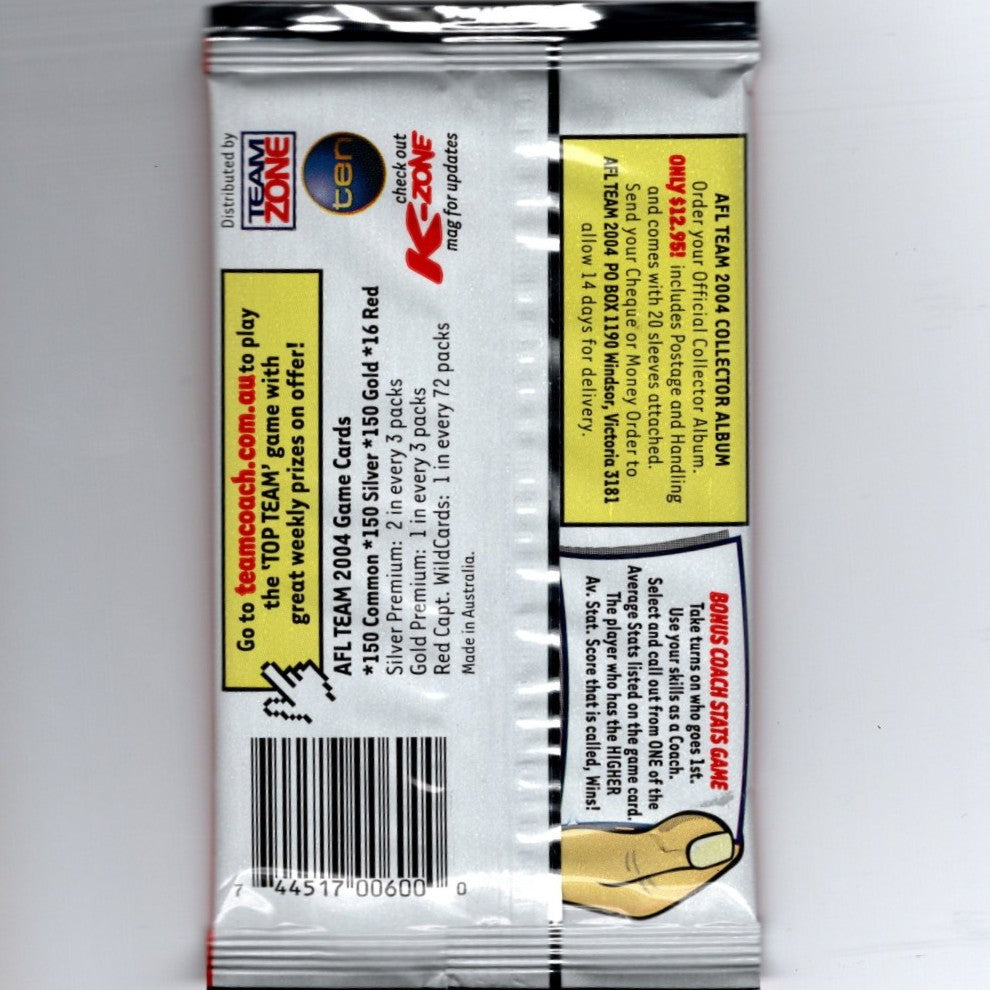 Distributed by
TEAM
ZONE
ten
check out
K-ZONE
mag for updates
Go to teamcoach.com.au to play
the 'TOP TEAM' game with
great weekly prizes on offer!
AFL TEAM 2004 Game Cards
*150 Common *150 Silver *150 Gold *16 Red
Silver Premium: 2 in every 3 packs
Gold Premium: 1 in every 3 packs
Red Capt. WildCards: 1 in every 72 packs
Made in Australia.
7 44517 00600 0
AFL TEAM 2004 COLLECTOR ALBUM
Order your Official Collector Album.
ONLY $12.95! includes Postage and Handling
and comes with 20 sleeves attached.
Send your Cheque or Money Order to
AFL TEAM 2004 PO BOX 1190 Windsor, Victoria 3181
allow 14 days for delivery.
BONUS COACH STATS GAME
Take turns on who goes 1st.
Use your skills as a Coach.
Select and call out from ONE of the
Average Stats listed on the game card.
The player who has the HIGHER
Av. Stat. Score that is called, Wins!